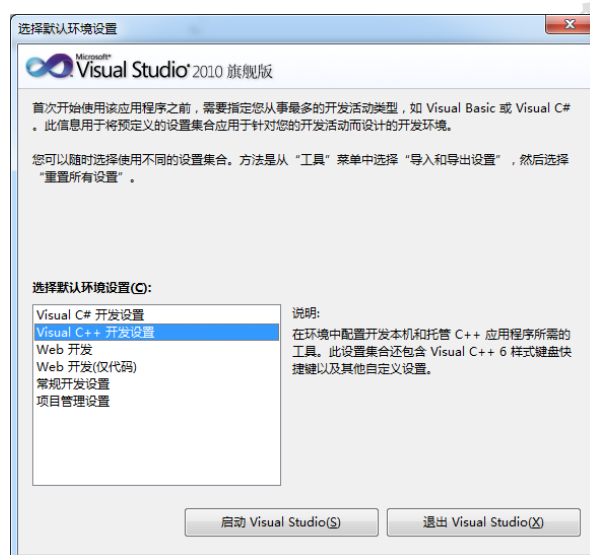 选择默认环境设置
Microsoft
Visual Studio 2010 旗舰版
首次开始使用该应用程序之前，需要指定您从事最多的开发活动类型，如 Visual Basic 或 Visual C#
。此信息用于将预定义的设置集合应用于针对您的开发活动而设计的开发环境。
您可以随时选择使用不同的设置集合。方法是从“工具”菜单中选择“导入和导出设置”，然后选择
“重置所有设置”。
选择默认环境设置(C):
Visual C# 开发设置
Visual C++ 开发设置
Web 开发
Web 开发(仅代码)
常规开发设置
项目管理设置
说明:
在环境中配置开发本机和托管 C++ 应用程序所需的
工具。此设置集合还包含 Visual C++ 6 样式键盘快
捷键以及其他自定义设置。
启动 Visual Studio(S)
退出 Visual Studio(X)